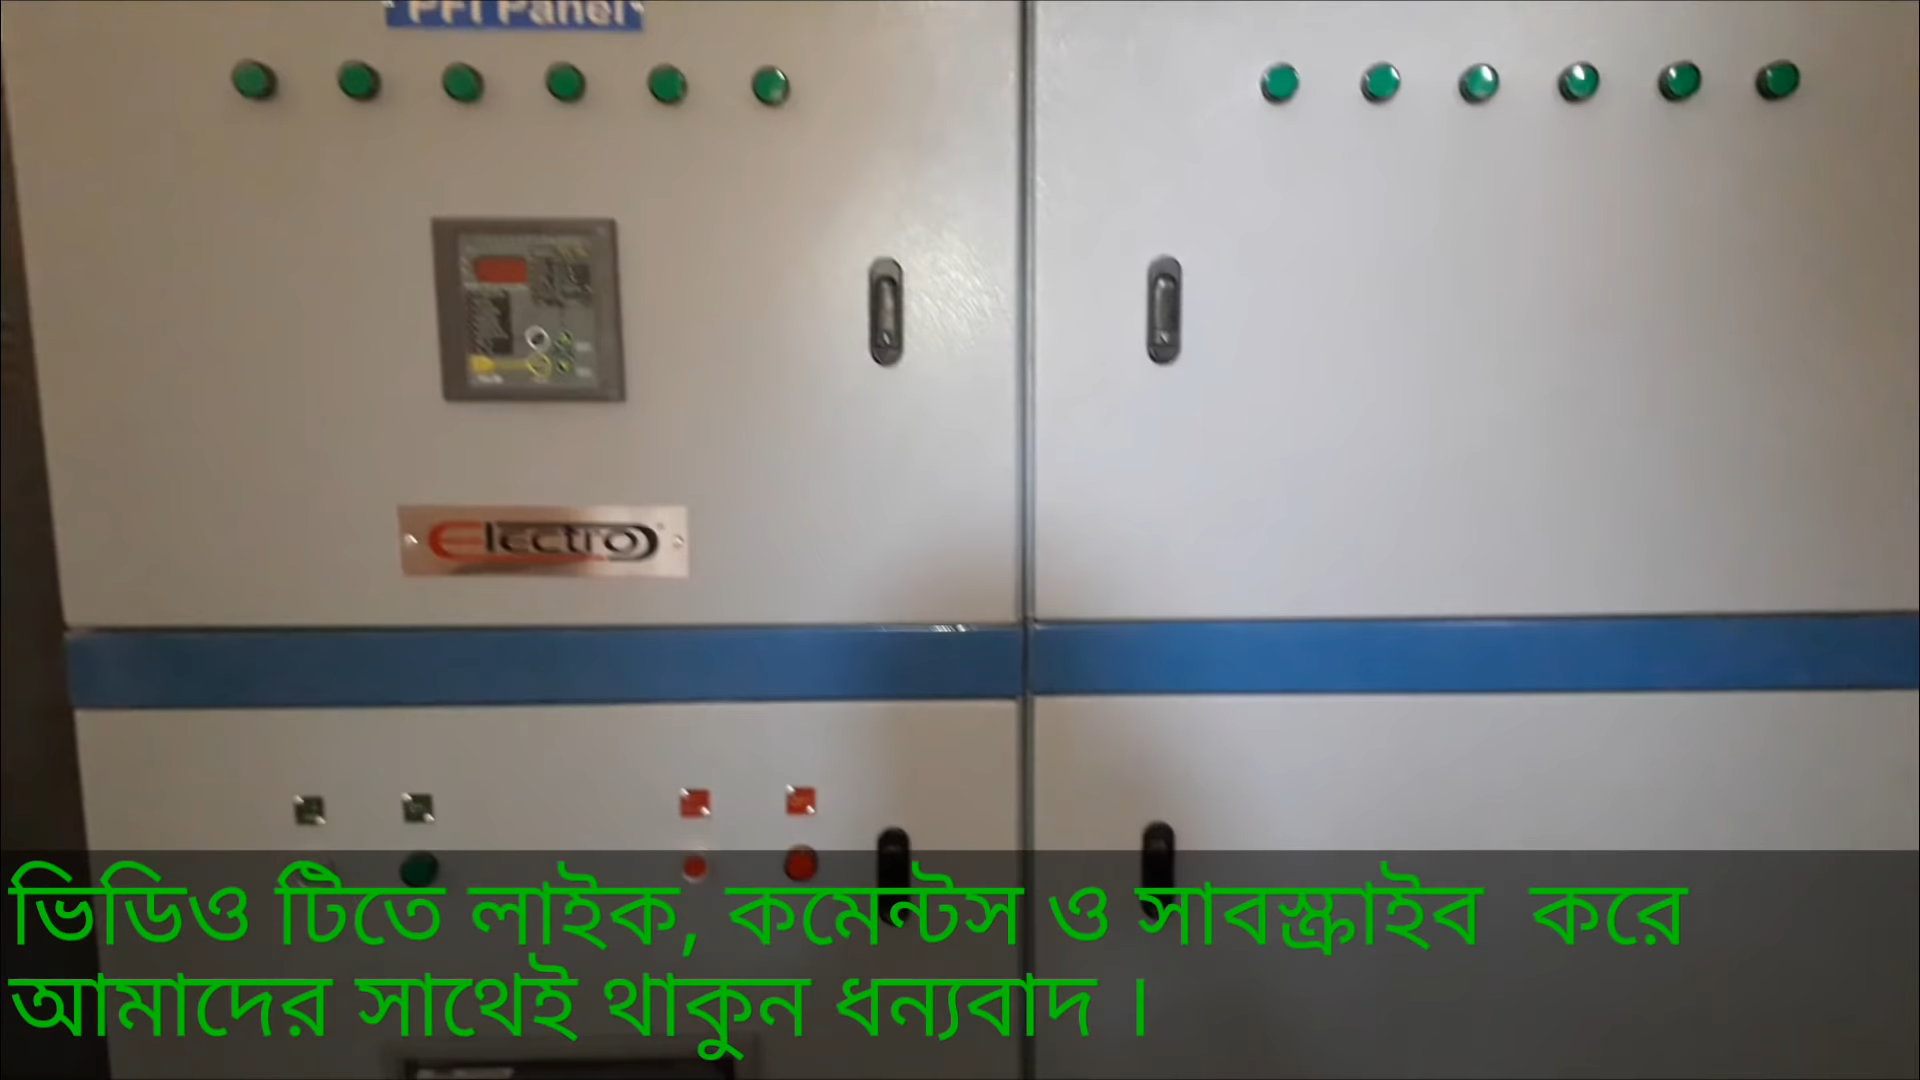 PFI Panel
Electro
ভিডিও টিতে লাইক, কমেন্টস ও সাবস্ক্রাইব করে
আমাদের সাথেই থাকুন ধন্যবাদ ।